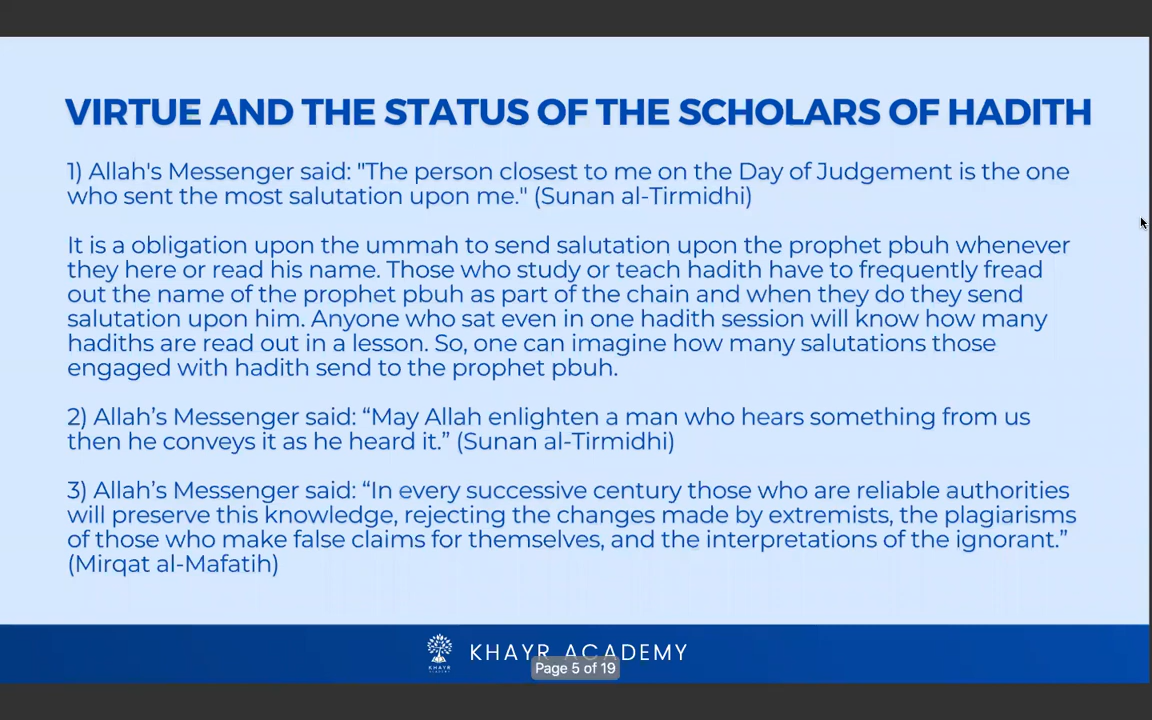 VIRTUE AND THE STATUS OF THE SCHOLARS OF HADITH
1) Allah's Messenger said: "The person closest to me on the Day of Judgement is the one
who sent the most salutation upon me." (Sunan al-Tirmidhi)
It is a obligation upon the ummah to send salutation upon the prophet pbuh whenever
they here or read his name. Those who study or teach hadith have to frequently fread
out the name of the prophet pbuh as part of the chain and when they do they send
salutation upon him. Anyone who sat even in one hadith session will know how many
hadiths are read out in a lesson. So, one can imagine how many salutations those
engaged with hadith send to the prophet pbuh.
2) Allah’s Messenger said: “May Allah enlighten a man who hears something from us
then he conveys it as he heard it.” (Sunan al-Tirmidhi)
3) Allah’s Messenger said: “In every successive century those who are reliable authorities
will preserve this knowledge, rejecting the changes made by extremists, the plagiarisms
of those who make false claims for themselves, and the interpretations of the ignorant.”
(Mirqat al-Mafatih)
KHAYR ACADEMY
Page 5 of 19